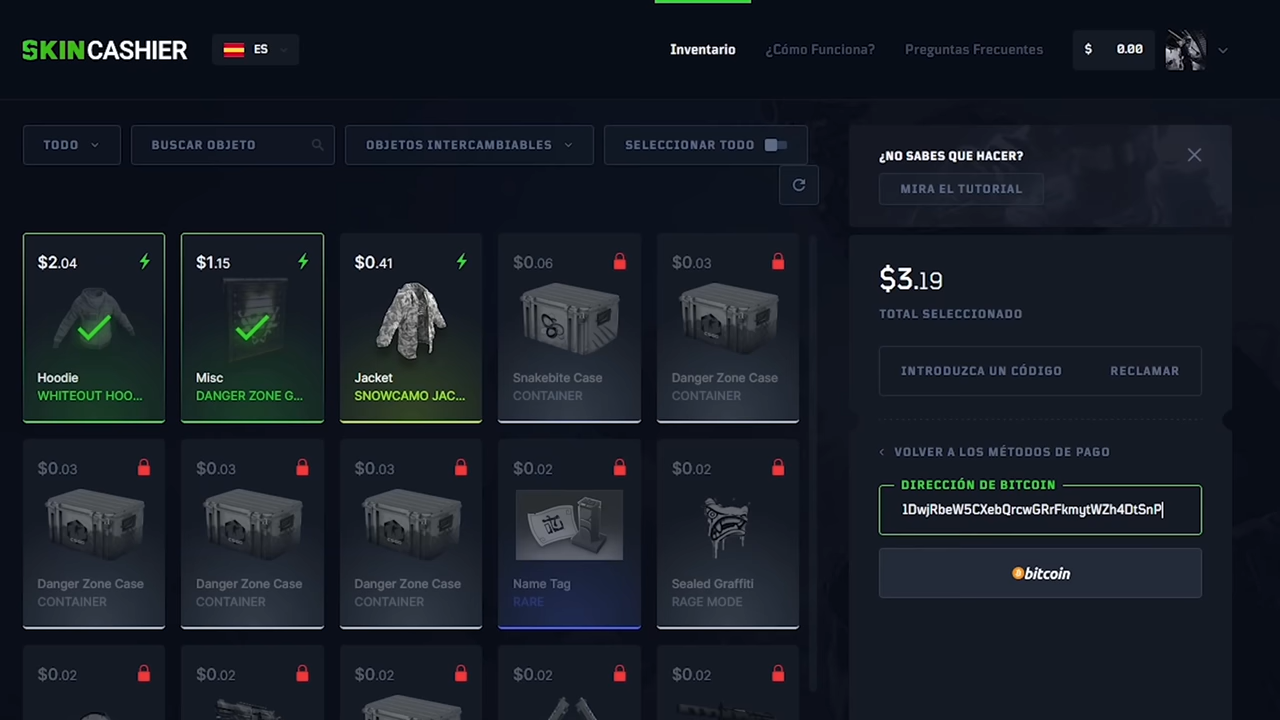 SKINCASHIER
ES
Inventario
¿Cómo Funciona?
Preguntas Frecuentes
$ 0.00
TODO
BUSCAR OBJETO
OBJETOS INTERCAMBIABLES
SELECCIONAR TODO
¿NO SABES QUE HACER?
MIRA EL TUTORIAL
$2.04
Hoodie
WHITEOUT HOO...
$1.15
Misc
DANGER ZONE G...
$0.41
Jacket
SNOWCAMO JAC...
$0.06
Snakebite Case
CONTAINER
$0.03
Danger Zone Case
CONTAINER
$0.03
Danger Zone Case
CONTAINER
$0.03
Danger Zone Case
CONTAINER
$0.03
Danger Zone Case
CONTAINER
$0.02
Name Tag
RARE
$0.02
Sealed Graffiti
RAGE MODE
$0.02
$0.02
$0.02
$0.02
$0.02
$3.19
TOTAL SELECCIONADO
INTRODUZCA UN CÓDIGO
RECLAMAR
VOLVER A LOS MÉTODOS DE PAGO
DIRECCIÓN DE BITCOIN
1DwjRbeW5CXebQrcwGRrFkmytWZh4DtSnP
bitcoin